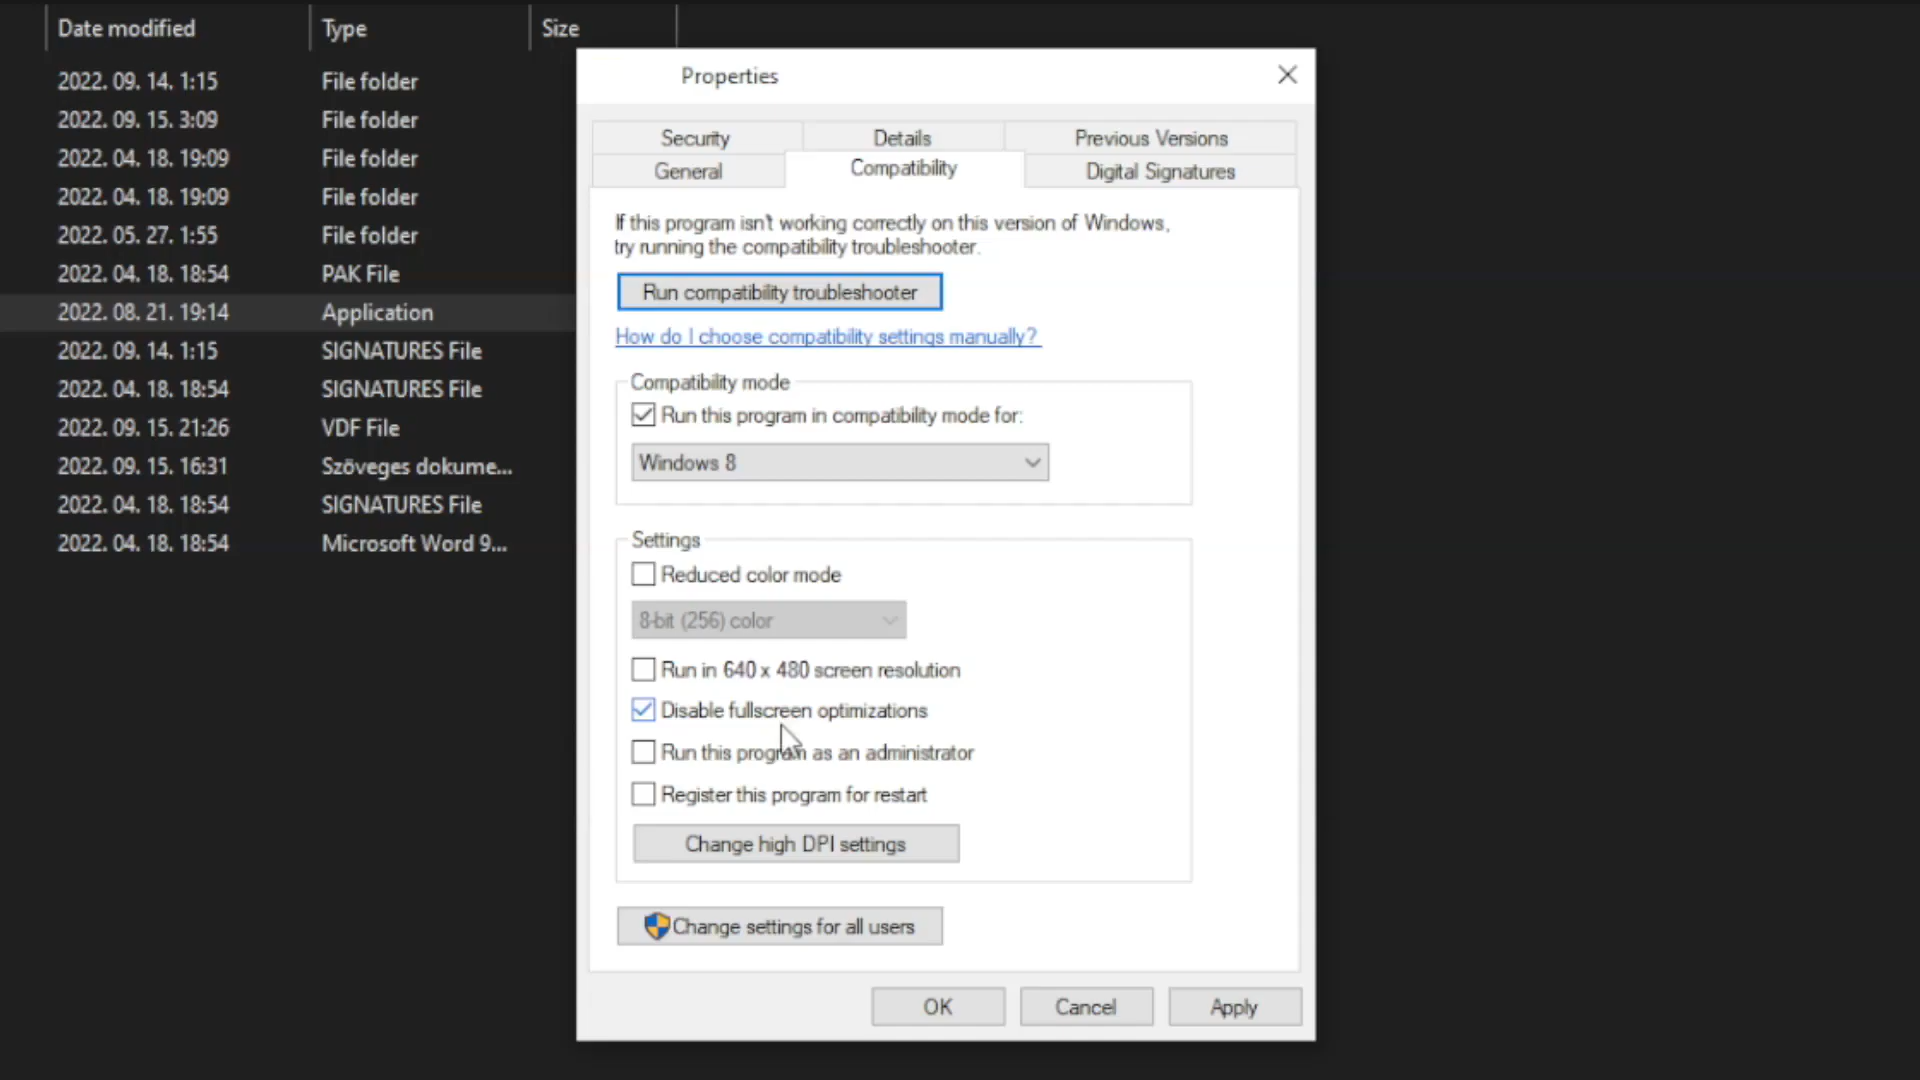 Date modified Type Size
2022. 09. 14. 1:15 File folder
2022. 09. 15. 3:09 File folder
2022. 04. 18. 19:09 File folder
2022. 04. 18. 19:09 File folder
2022. 05. 27. 1:55 File folder
2022. 04. 18. 18:54 PAK File
2022. 08. 21. 19:14 Application
2022. 09. 14. 1:15 SIGNATURES File
2022. 04. 18. 18:54 SIGNATURES File
2022. 09. 15. 21:26 VDF File
2022. 09. 15. 16:31 Szöveges dokume...
2022. 04. 18. 18:54 SIGNATURES File
2022. 04. 18. 18:54 Microsoft Word 9...
Properties
Security Details Previous Versions
General Compatibility Digital Signatures
If this program isn't working correctly on this version of Windows,
try running the compatibility troubleshooter.
Run compatibility troubleshooter
How do I choose compatibility settings manually?
Compatibility mode
Run this program in compatibility mode for:
Windows 8
Settings
Reduced color mode
8-bit (256) color
Run in 640 x 480 screen resolution
Disable fullscreen optimizations
Run this program as an administrator
Register this program for restart
Change high DPI settings
Change settings for all users
OK Cancel Apply